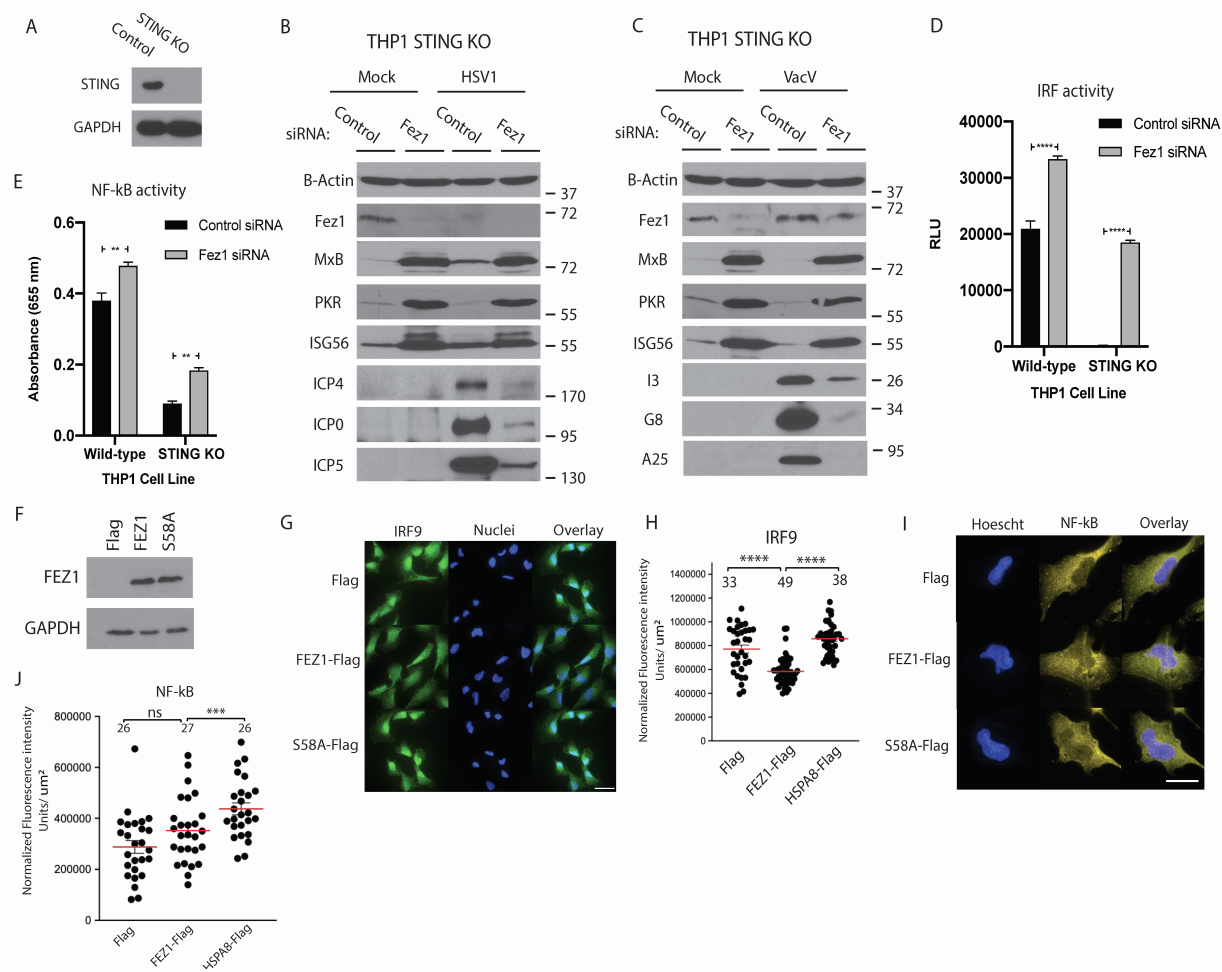 A
Control
STING KO
STING
GAPDH
B
THP1 STING KO
Mock
HSV1
siRNA:
Control
Fez1
Control
Fez1
B-Actin
37
Fez1
72
MxB
72
PKR
55
ISG56
55
ICP4
170
ICP0
95
ICP5
130
C
THP1 STING KO
Mock
VacV
siRNA:
Control
Fez1
Control
Fez1
B-Actin
37
Fez1
72
MxB
72
PKR
55
ISG56
55
I3
26
G8
34
A25
95
D
IRF activity
Control siRNA
Fez1 siRNA
RLU
40000
30000
20000
10000
0
****
****
Wild-type
STING KO
THP1 Cell Line
E
NF-kB activity
Control siRNA
Fez1 siRNA
Absorbance (655 nm)
0.6
0.4
0.2
0.0
**
**
Wild-type
STING KO
THP1 Cell Line
F
Flag
FEZ1
S58A
FEZ1
GAPDH
G
IRF9
Nuclei
Overlay
Flag
FEZ1-Flag
S58A-Flag
H
IRF9
**** ****
33 49 38
Normalized Fluorescence intensity
Units/ um²
1400000
1200000
1000000
800000
600000
400000
200000
0
Flag
FEZ1-Flag
HSPA8-Flag
I
Hoescht
NF-kB
Overlay
Flag
FEZ1-Flag
S58A-Flag
J
NF-kB
ns ***
26 27 26
Normalized Fluorescence intensity
Units/ um²
800000
600000
400000
200000
0
Flag
FEZ1-Flag
HSPA8-Flag